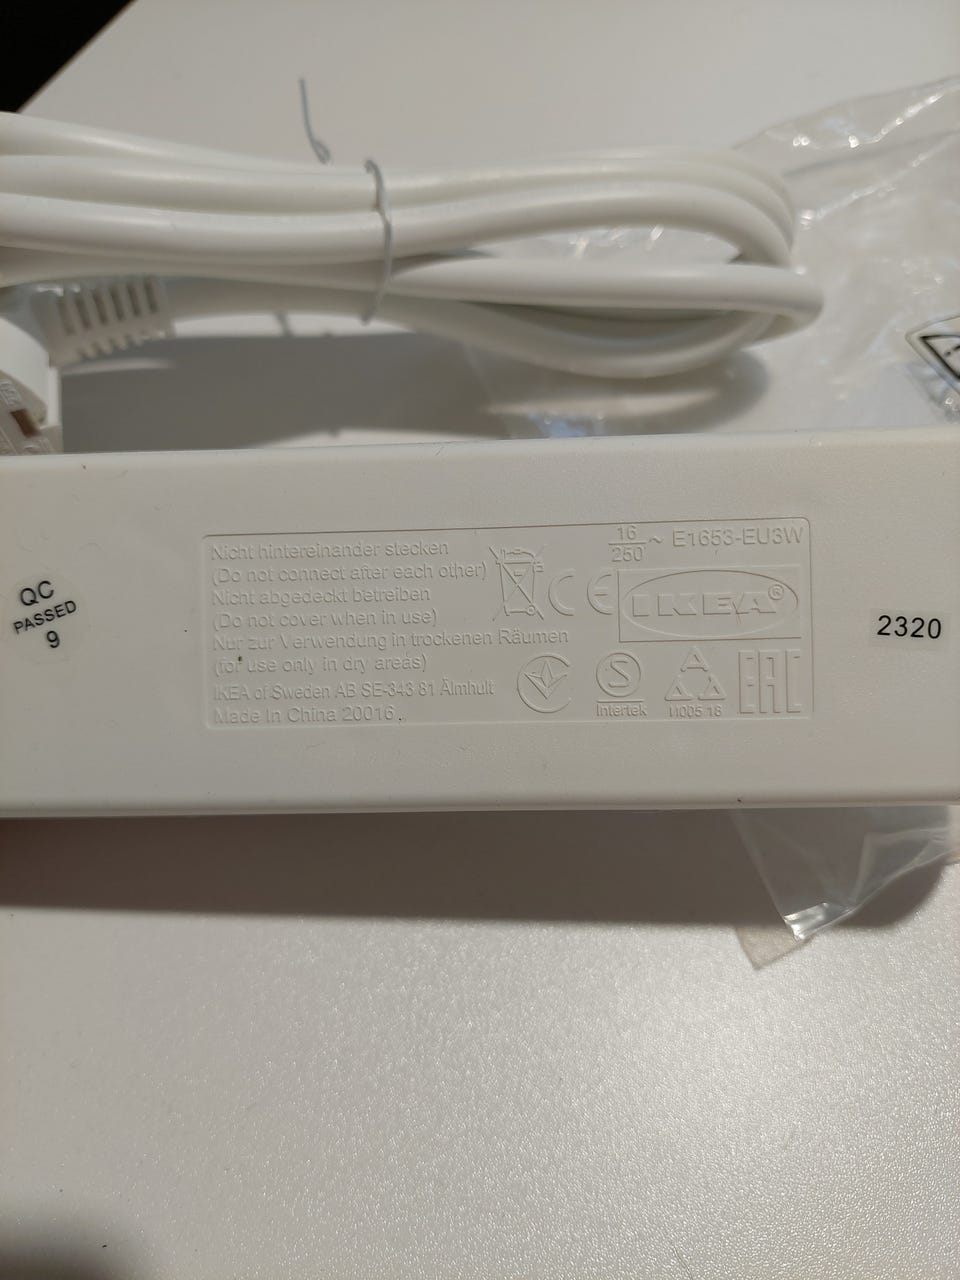 QC
PASSED
9
Nicht hintereinander stecken
(Do not connect after each other)
Nicht abgedeckt betreiben
(Do not cover when in use)
Nur zur Verwendung in trockenen Räumen
(for use only in dry areas)
IKEA of Sweden AB SE-343 81 Älmhult
Made In China 20016
16
250
~ E1653-EU3W
CE
IKEA®
S
Intertek
EAC
2320